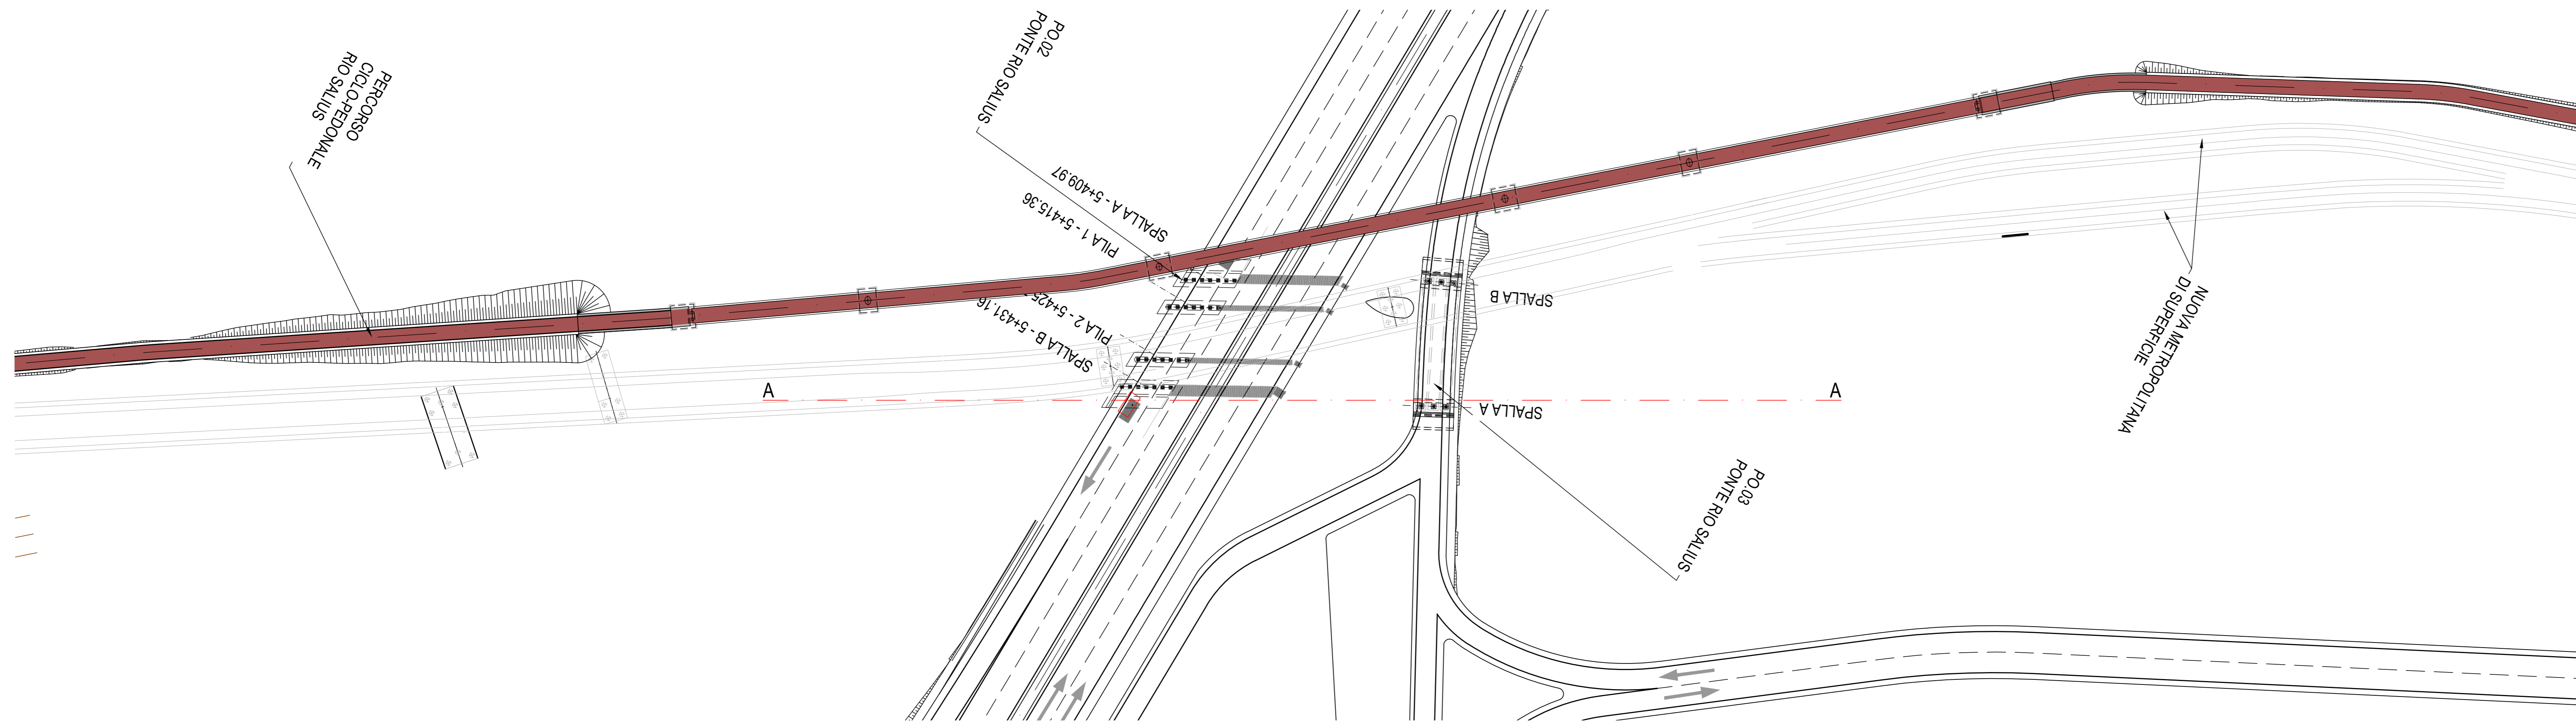 PERCORSO
CICLO-PEDONALE
RIO SALIUS
PO.02
PONTE RIO SALIUS
SPALLA A - 5+409.97
PILA 1 - 5+415.36
PILA 2 - 5+425.
SPALLA B - 5+431.16
A
A
SPALLA B
SPALLA A
PO.03
PONTE RIO SALIUS
NUOVA METROPOLITANA
DI SUPERFICIE